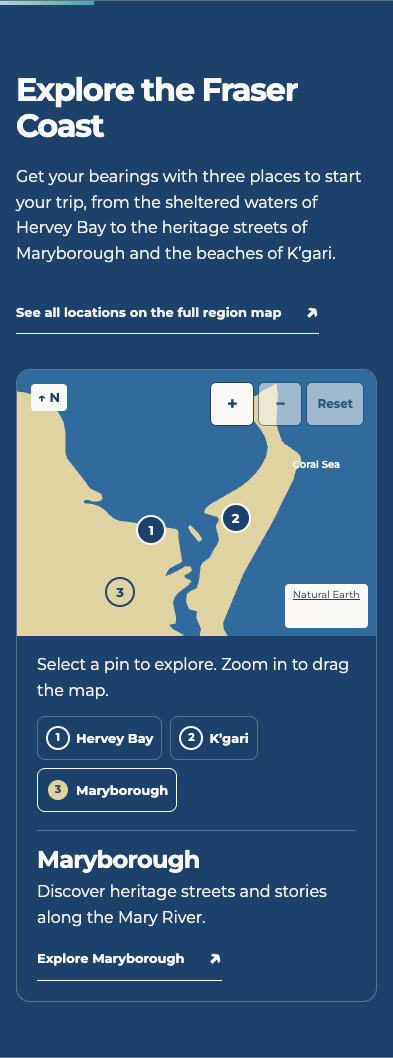 Explore the Fraser
Coast
Get your bearings with three places to start
your trip, from the sheltered waters of
Hervey Bay to the heritage streets of
Maryborough and the beaches of K’gari.
See all locations on the full region map
↑ N
+
−
Reset
Coral Sea
1
2
3
Natural Earth
Select a pin to explore. Zoom in to drag
the map.
1 Hervey Bay
2 K’gari
3 Maryborough
Maryborough
Discover heritage streets and stories
along the Mary River.
Explore Maryborough